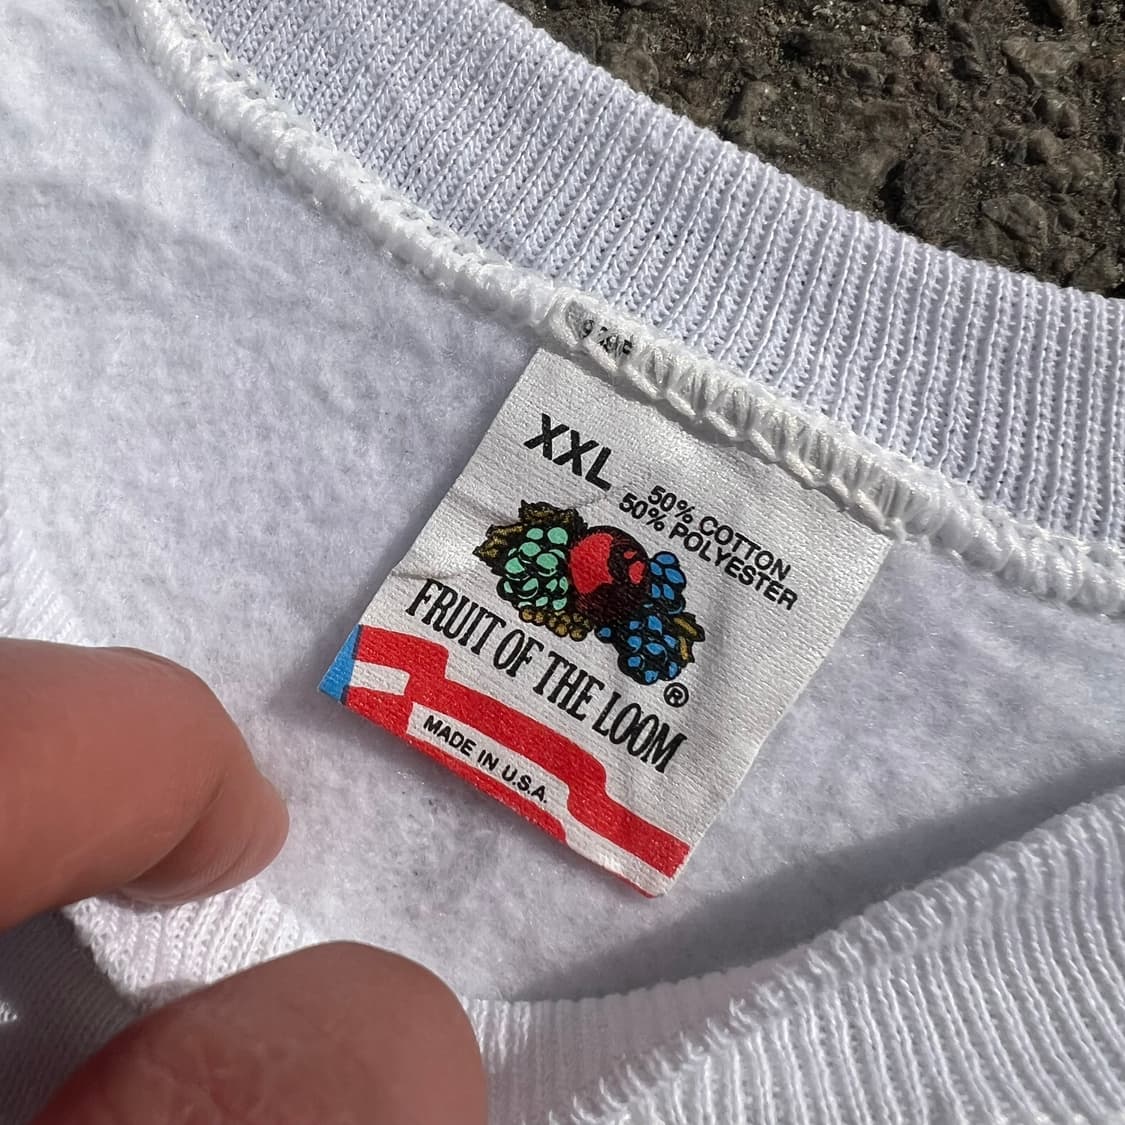 XXL
50% COTTON
50% POLYESTER
FRUIT OF THE LOOM
®
MADE IN U.S.A.